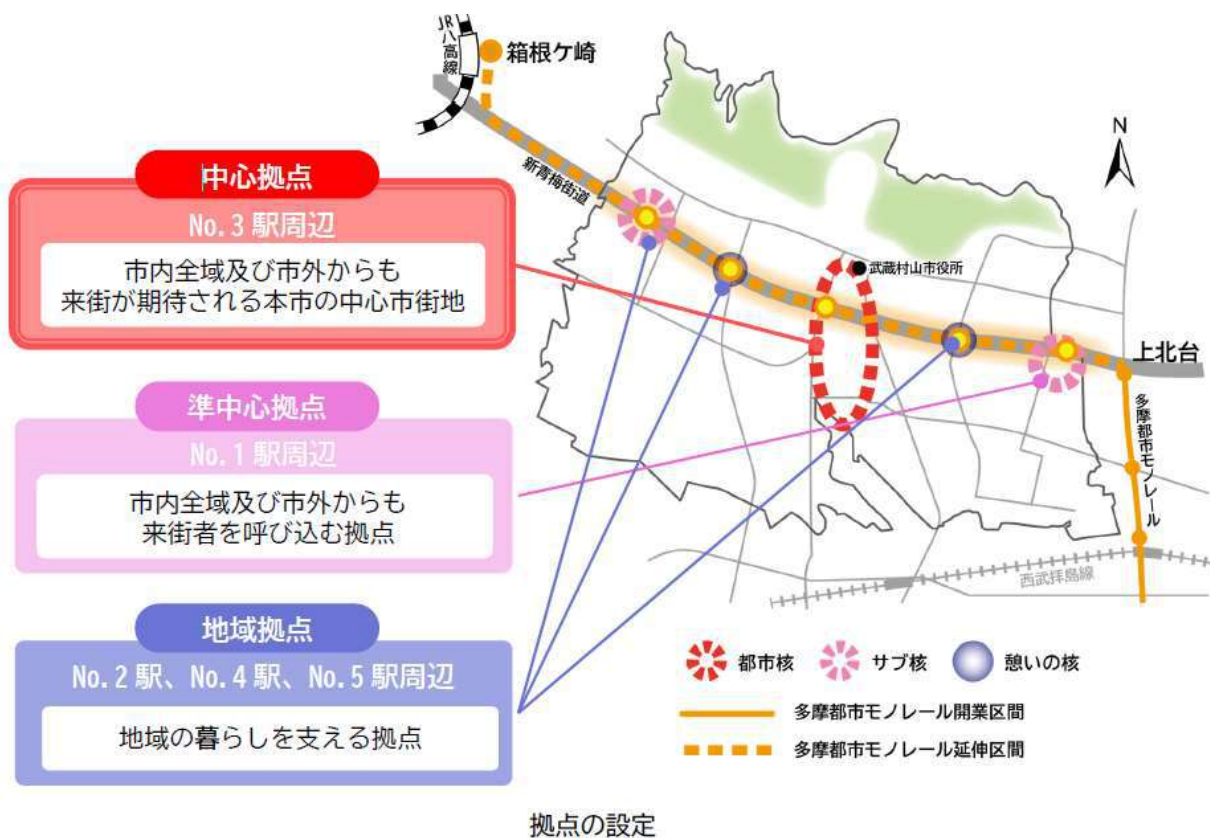 JR八高線
箱根ケ崎
新青梅街道
N
武蔵村山市役所
上北台
多摩都市モノレール
西武拝島線
中心拠点
No.3 駅周辺
市内全域及び市外からも
来街が期待される本市の中心市街地
準中心拠点
No.1 駅周辺
市内全域及び市外からも
来街者を呼び込む拠点
地域拠点
No.2 駅、No.4 駅、No.5 駅周辺
地域の暮らしを支える拠点
都市核
サブ核
憩いの核
多摩都市モノレール開業区間
多摩都市モノレール延伸区間
拠点の設定